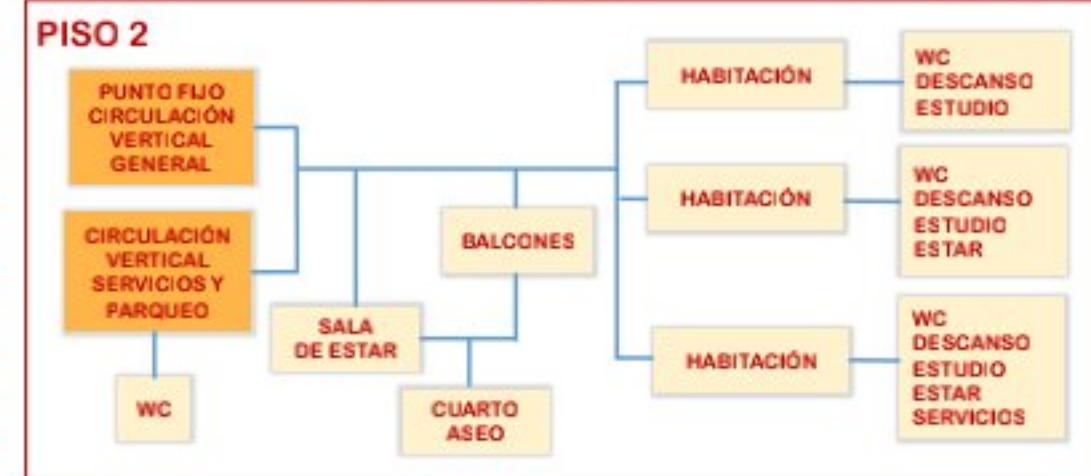 PISO 2
PUNTO FIJO
CIRCULACIÓN
VERTICAL
GENERAL
CIRCULACIÓN
VERTICAL
SERVICIOS Y
PARQUEO
WC
SALA
DE ESTAR
BALCONES
CUARTO
ASEO
HABITACIÓN
WC
DESCANSO
ESTUDIO
HABITACIÓN
WC
DESCANSO
ESTUDIO
ESTAR
HABITACIÓN
WC
DESCANSO
ESTUDIO
ESTAR
SERVICIOS